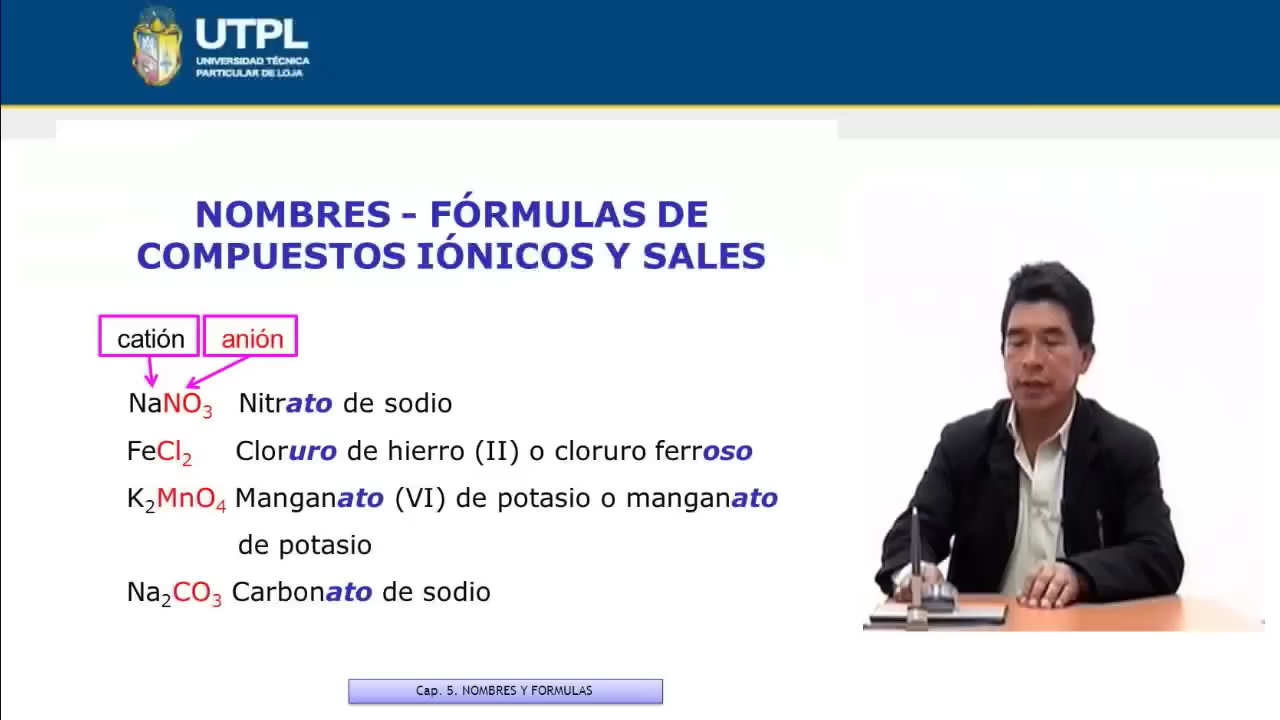 UTPL
UNIVERSIDAD TÉCNICA
PARTICULAR DE LOJA
NOMBRES - FÓRMULAS DE
COMPUESTOS IÓNICOS Y SALES
catión anión
NaNO₃ Nitrato de sodio
FeCl₂ Cloruro de hierro (II) o cloruro ferroso
K₂MnO₄ Manganato (VI) de potasio o manganato
de potasio
Na₂CO₃ Carbonato de sodio
Cap. 5. NOMBRES Y FORMULAS